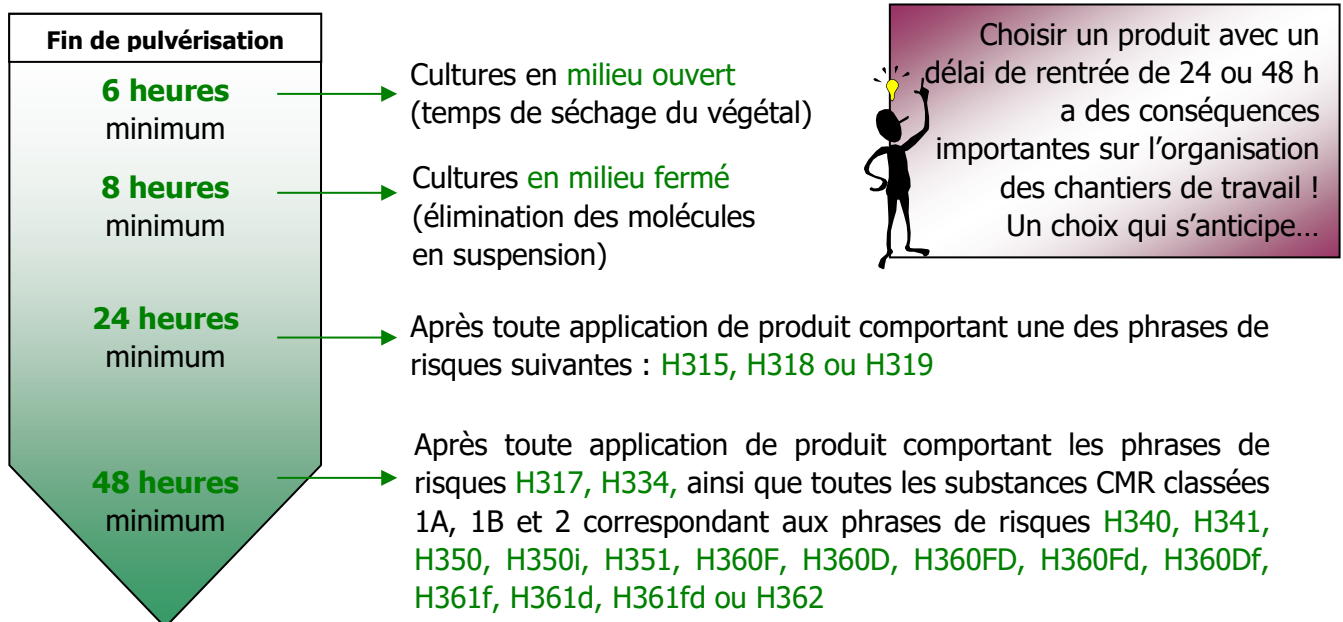 Fin de pulvérisation
6 heures
minimum
Cultures en milieu ouvert
(temps de séchage du végétal)
8 heures
minimum
Cultures en milieu fermé
(élimination des molécules
en suspension)
24 heures
minimum
Après toute application de produit comportant une des phrases de
risques suivantes : H315, H318 ou H319
48 heures
minimum
Après toute application de produit comportant les phrases de
risques H317, H334, ainsi que toutes les substances CMR classées
1A, 1B et 2 correspondant aux phrases de risques H340, H341,
H350, H350i, H351, H360F, H360D, H360FD, H360Fd, H360Df,
H361f, H361d, H361fd ou H362
Choisir un produit avec un
délai de rentrée de 24 ou 48 h
a des conséquences
importantes sur l’organisation
des chantiers de travail !
Un choix qui s’anticipe…